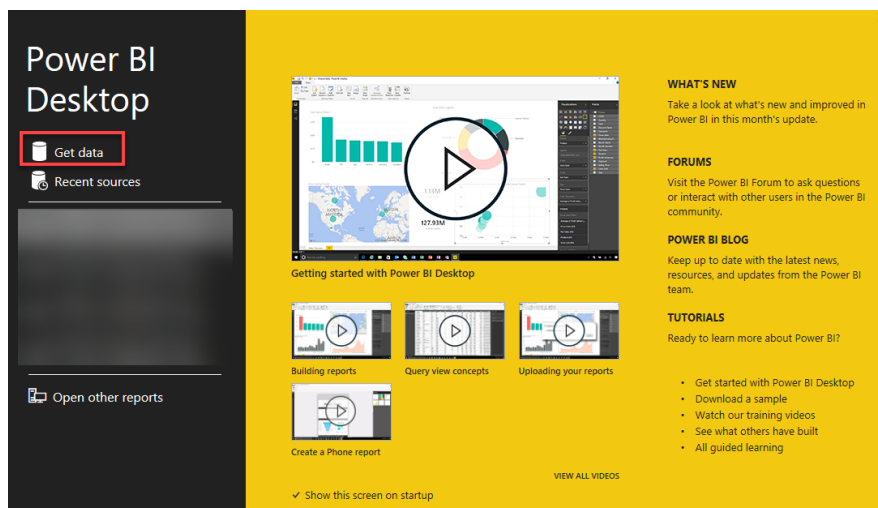 Power BI
Desktop
Get data
Recent sources
Open other reports
Getting started with Power BI Desktop
Building reports
Query view concepts
Uploading your reports
Create a Phone report
VIEW ALL VIDEOS
Show this screen on startup
WHAT'S NEW
Take a look at what's new and improved in
Power BI in this month's update.
FORUMS
Visit the Power BI Forum to ask questions
or interact with other users in the Power BI
community.
POWER BI BLOG
Keep up to date with the latest news,
resources, and updates from the Power BI
team.
TUTORIALS
Ready to learn more about Power BI?
• Get started with Power BI Desktop
• Download a sample
• Watch our training videos
• See what others have built
• All guided learning